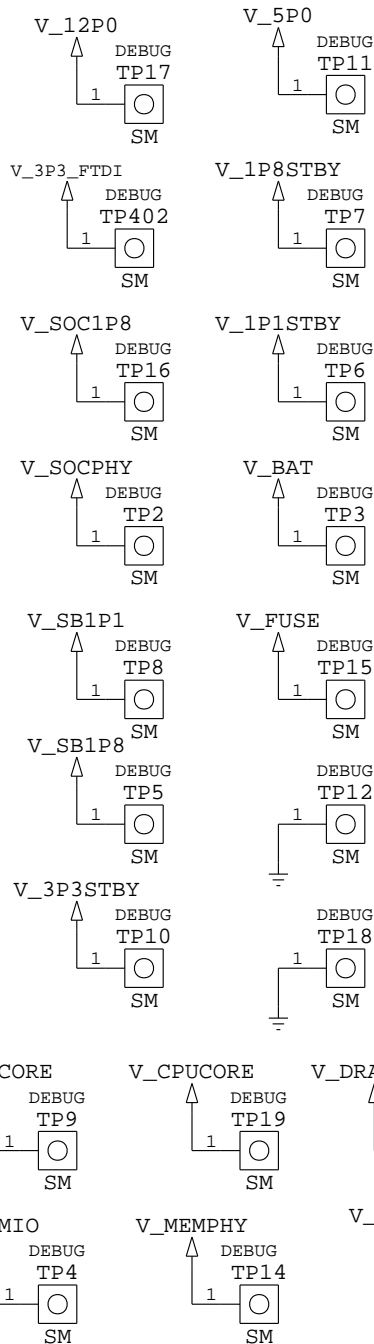 V_12P0
DEBUG
TP17
1
SM
V_5P0
DEBUG
TP11
1
SM
V_3P3_FTDI
DEBUG
TP402
1
SM
V_1P8STBY
DEBUG
TP7
1
SM
V_SOC1P8
DEBUG
TP16
1
SM
V_1P1STBY
DEBUG
TP6
1
SM
V_SOCPHY
DEBUG
TP2
1
SM
V_BAT
DEBUG
TP3
1
SM
V_SB1P1
DEBUG
TP8
1
SM
V_FUSE
DEBUG
TP15
1
SM
V_SB1P8
DEBUG
TP5
1
SM
DEBUG
TP12
1
SM
V_3P3STBY
DEBUG
TP10
1
SM
DEBUG
TP18
1
SM
CORE
DEBUG
TP9
1
SM
V_CPUCORE
DEBUG
TP19
1
SM
V_DRA
MIO
DEBUG
TP4
1
SM
V_MEMPHY
DEBUG
TP14
1
SM
V_